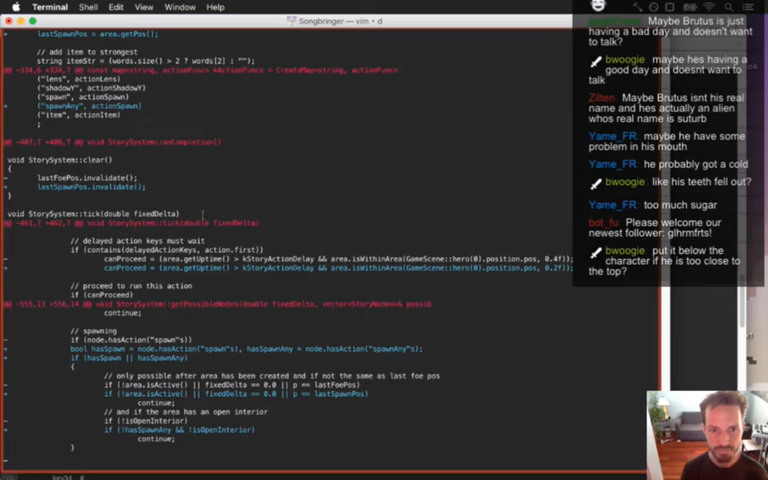 Terminal Shell Edit View Window Help
Songbringer — vim • d
lastSpawnPos = area.getPos();
// add item to strongest
string itemStr = (words.size() > 2 ? words[2] : "");
@@ -334,6 +334,7 @@ const map<string, actionFunc> kActionFuncs = CreateMap<string, actionFunc>
("lens", actionLens)
("shadowY", actionShadowY)
("spawn", actionSpawn)
+ ("spawnAny", actionSpawn)
("item", actionItem)
;
@@ -407,7 +408,7 @@ void StorySystem::onCompletion()
void StorySystem::clear()
{
- lastFoePos.invalidate();
+ lastSpawnPos.invalidate();
}
void StorySystem::tick(double fixedDelta)
@@ -461,7 +462,7 @@ void StorySystem::tick(double fixedDelta)
// delayed action keys must wait
if (contains(delayedActionKeys, action.first))
- canProceed = (area.getUptime() > kStoryActionDelay && area.isWithinArea(GameScene::hero(0).position.pos, 0.4f));
+ canProceed = (area.getUptime() > kStoryActionDelay && area.isWithinArea(GameScene::hero(0).position.pos, 0.2f));
// proceed to run this action
if (canProceed)
@@ -555,13 +556,14 @@ void StorySystem::getPossibleNodes(double fixedDelta, vector<StoryNode*>& possib
continue;
// spawning
- if (node.hasAction("spawn"s))
+ bool hasSpawn = node.hasAction("spawn"s), hasSpawnAny = node.hasAction("spawnAny"s);
+ if (hasSpawn || hasSpawnAny)
{
// only possible after area has been created and if not the same as last foe pos
- if (!area.isActive() || fixedDelta == 0.0 || p == lastFoePos)
+ if (!area.isActive() || fixedDelta == 0.0 || p == lastSpawnPos)
continue;
// and if the area has an open interior
- if (!isOpenInterior)
+ if (!hasSpawnAny && !isOpenInterior)
continue;
}
Maybe Brutus is just
having a bad day and doesn't want
to talk?
bwoogie maybe hes having a
good day and doesnt want to
talk
Zilten: Maybe Brutus isnt his real
name and hes actually an alien
whos real name is suturb
Yame_FR: maybe he have some
problem in his mouth
Yame_FR: he probably got a cold
bwoogie: like his teeth fell out?
Yame_FR: too much sugar
bot_fu: Please welcome our
newest follower: glhrmfrts!
bwoogie: put it below the
character if he is too close to
the top?